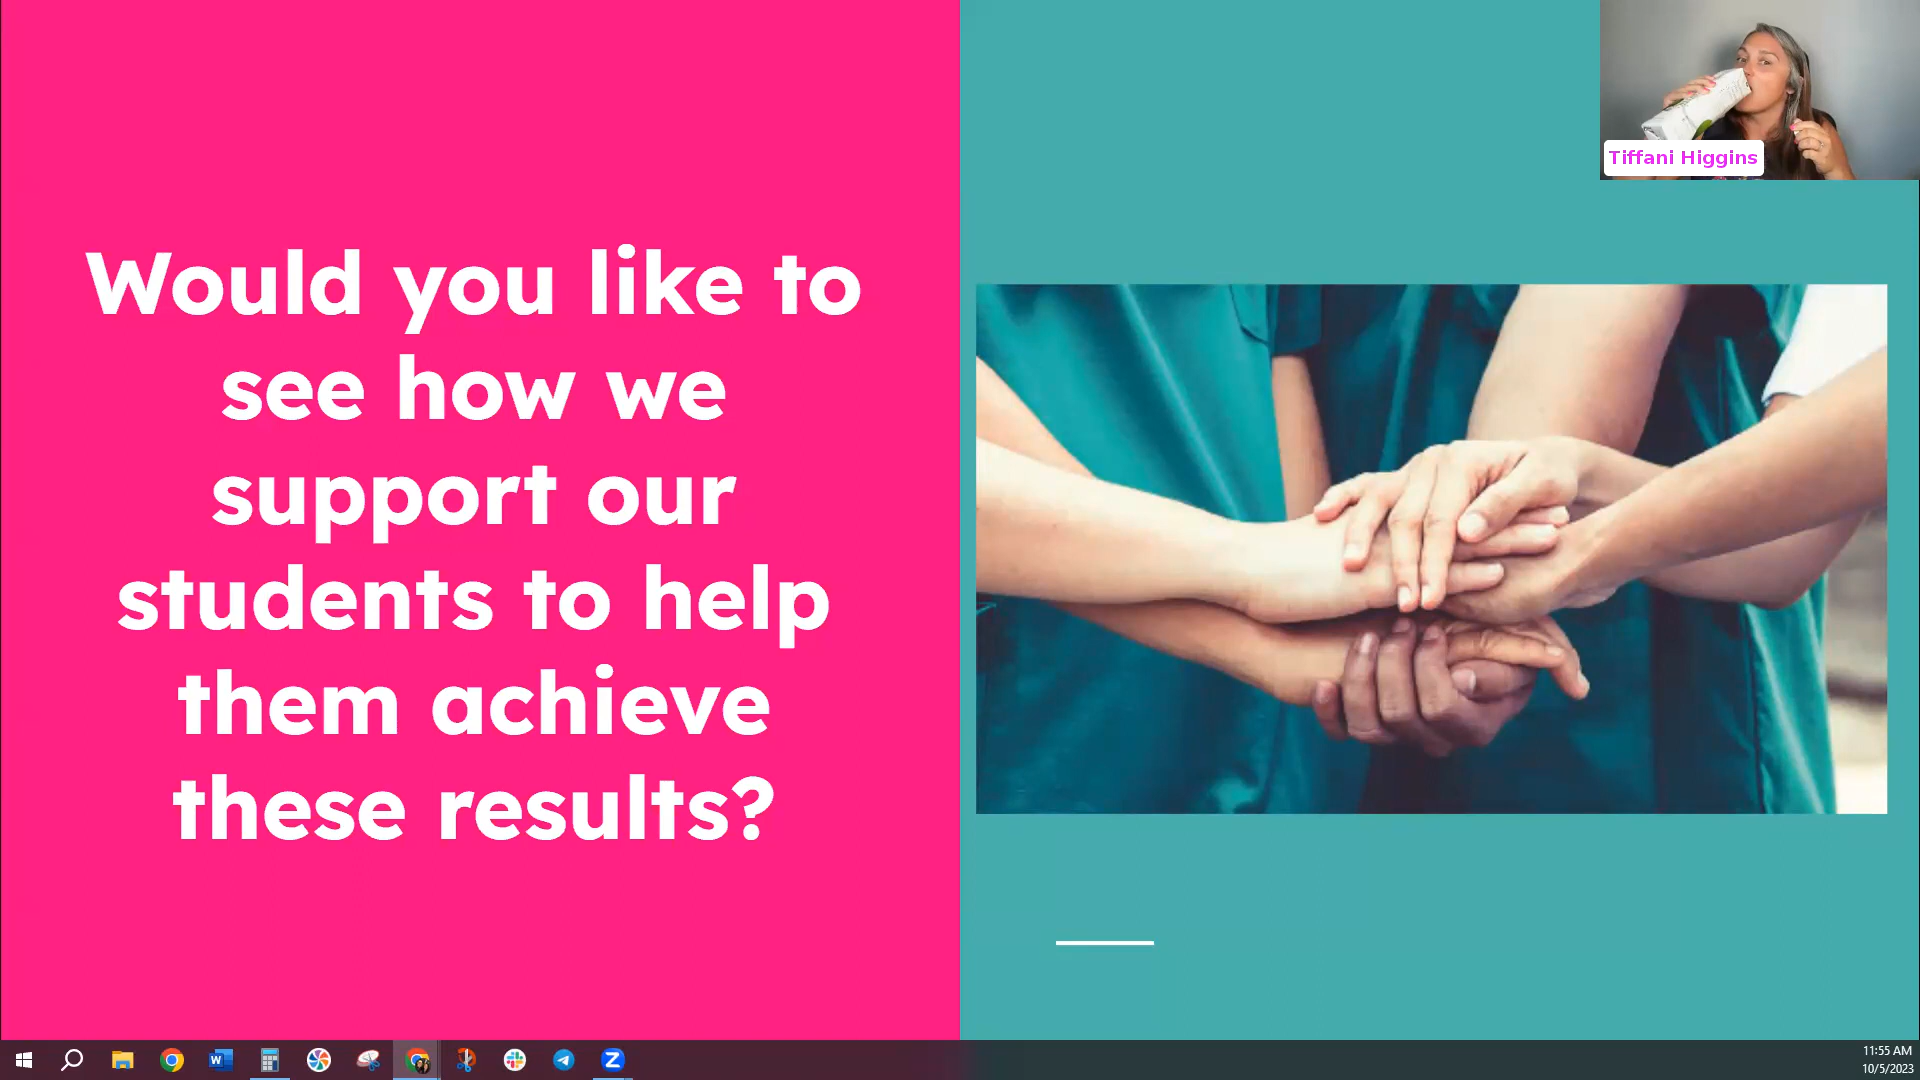 Would you like to
see how we
support our
students to help
them achieve
these results?
Tiffani Higgins
11:55 AM
10/5/2023